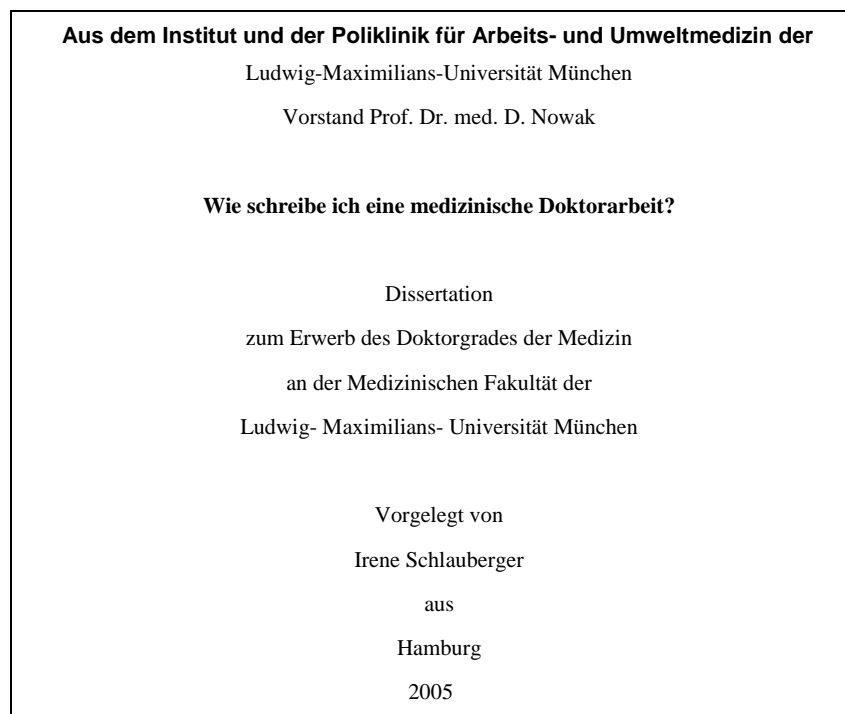 Aus dem Institut und der Poliklinik für Arbeits- und Umweltmedizin der
Ludwig-Maximilians-Universität München
Vorstand Prof. Dr. med. D. Nowak
Wie schreibe ich eine medizinische Doktorarbeit?
Dissertation
zum Erwerb des Doktorgrades der Medizin
an der Medizinischen Fakultät der
Ludwig- Maximilians- Universität München
Vorgelegt von
Irene Schlauberger
aus
Hamburg
2005